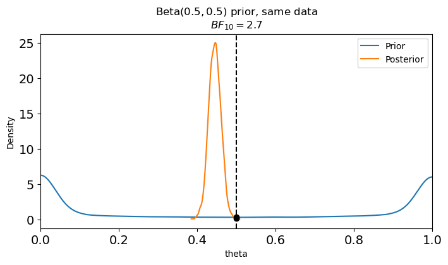 Beta(0.5, 0.5) prior, same data
BF₁₀ = 2.7
Prior
Posterior
Density
25
20
15
10
5
0
0.0 0.2 0.4 0.6 0.8 1.0
theta